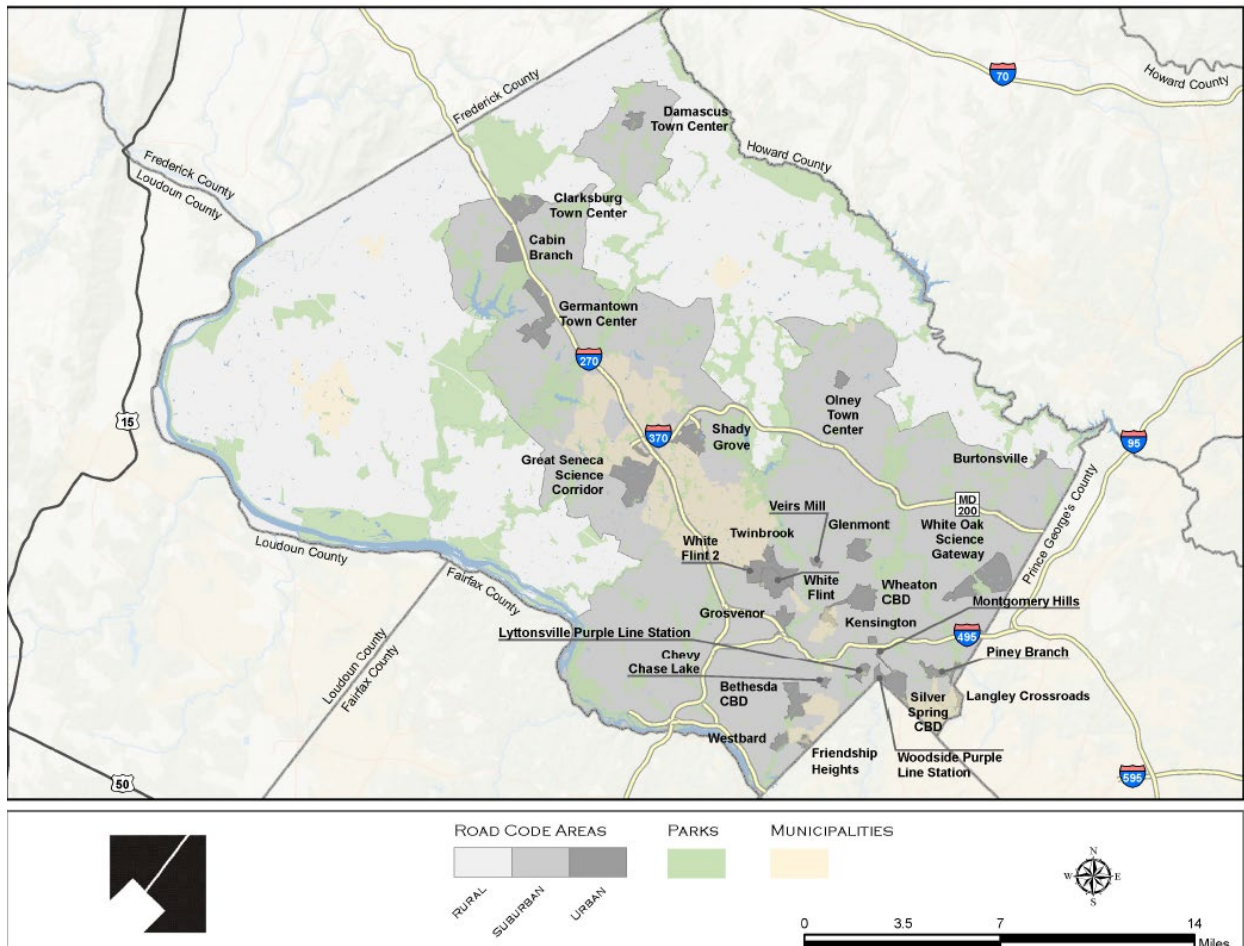 70
Howard County
Frederick County
Damascus
Town Center
Howard County
Frederick County
Loudoun County
Clarksburg
Town Center
Cabin
Branch
Germantown
Town Center
270
15
Olney
Town
Center
370
Shady
Grove
95
Great Seneca
Science
Corridor
Burtonsville
MD
200
Prince George's County
Veirs Mill
Twinbrook
Glenmont
White Oak
Science
Gateway
White
Flint 2
Loudoun County
Fairfax County
White
Flint
Wheaton
CBD
Montgomery Hills
Grosvenor
Kensington
Lyttonsville Purple Line Station
495
Loudoun County
Fairfax County
Chevy
Chase Lake
Piney Branch
Bethesda
CBD
Silver
Spring
CBD
Langley Crossroads
Westbard
Friendship
Heights
Woodside Purple
Line Station
50
595
ROAD CODE AREAS
PARKS
MUNICIPALITIES
RURAL
SUBURBAN
URBAN
N
W E
S
0 3.5 7 14
Miles